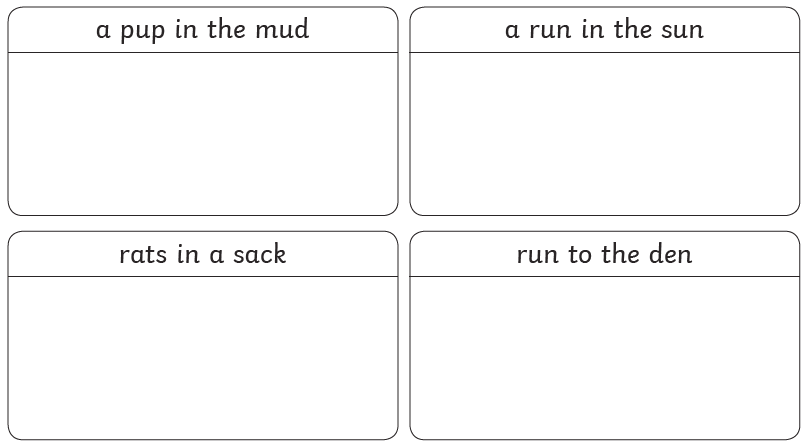 a pup in the mud
a run in the sun
rats in a sack
run to the den